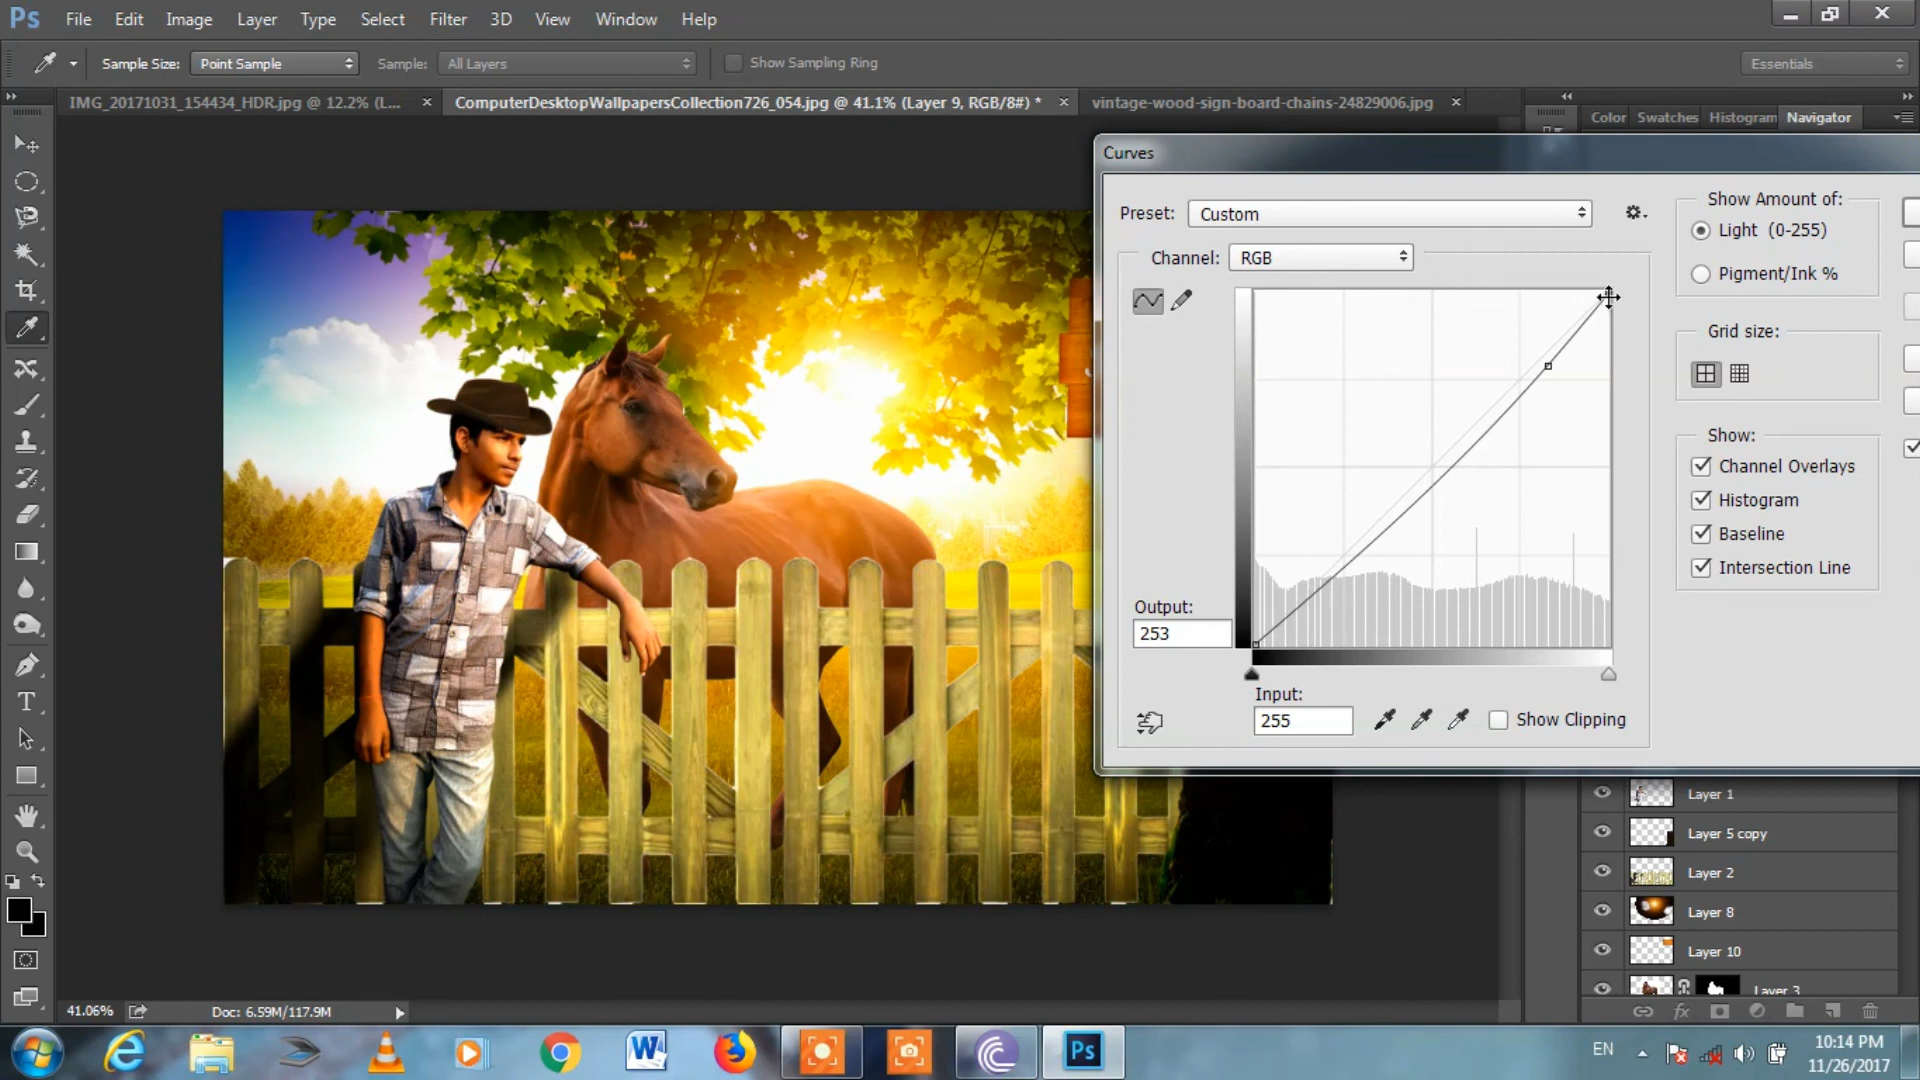 Ps File Edit Image Layer Type Select Filter 3D View Window Help
Sample Size: Point Sample Sample: All Layers Show Sampling Ring Essentials
IMG_20171031_154434_HDR.jpg @ 12.2% (L... × ComputerDesktopWallpapersCollection726_054.jpg @ 41.1% (Layer 9, RGB/8#) * × vintage-wood-sign-board-chains-24829006.jpg ×
Color Swatches Histogram Navigator
Curves
Preset: Custom
Channel: RGB
Output:
253
Input:
255
Show Clipping
Show Amount of:
Light (0-255)
Pigment/Ink %
Grid size:
Show:
Channel Overlays
Histogram
Baseline
Intersection Line
Layer 1
Layer 5 copy
Layer 2
Layer 8
Layer 10
Layer 3
fx
41.06% Doc: 6.59M/117.9M
W Ps EN 10:14 PM
11/26/2017